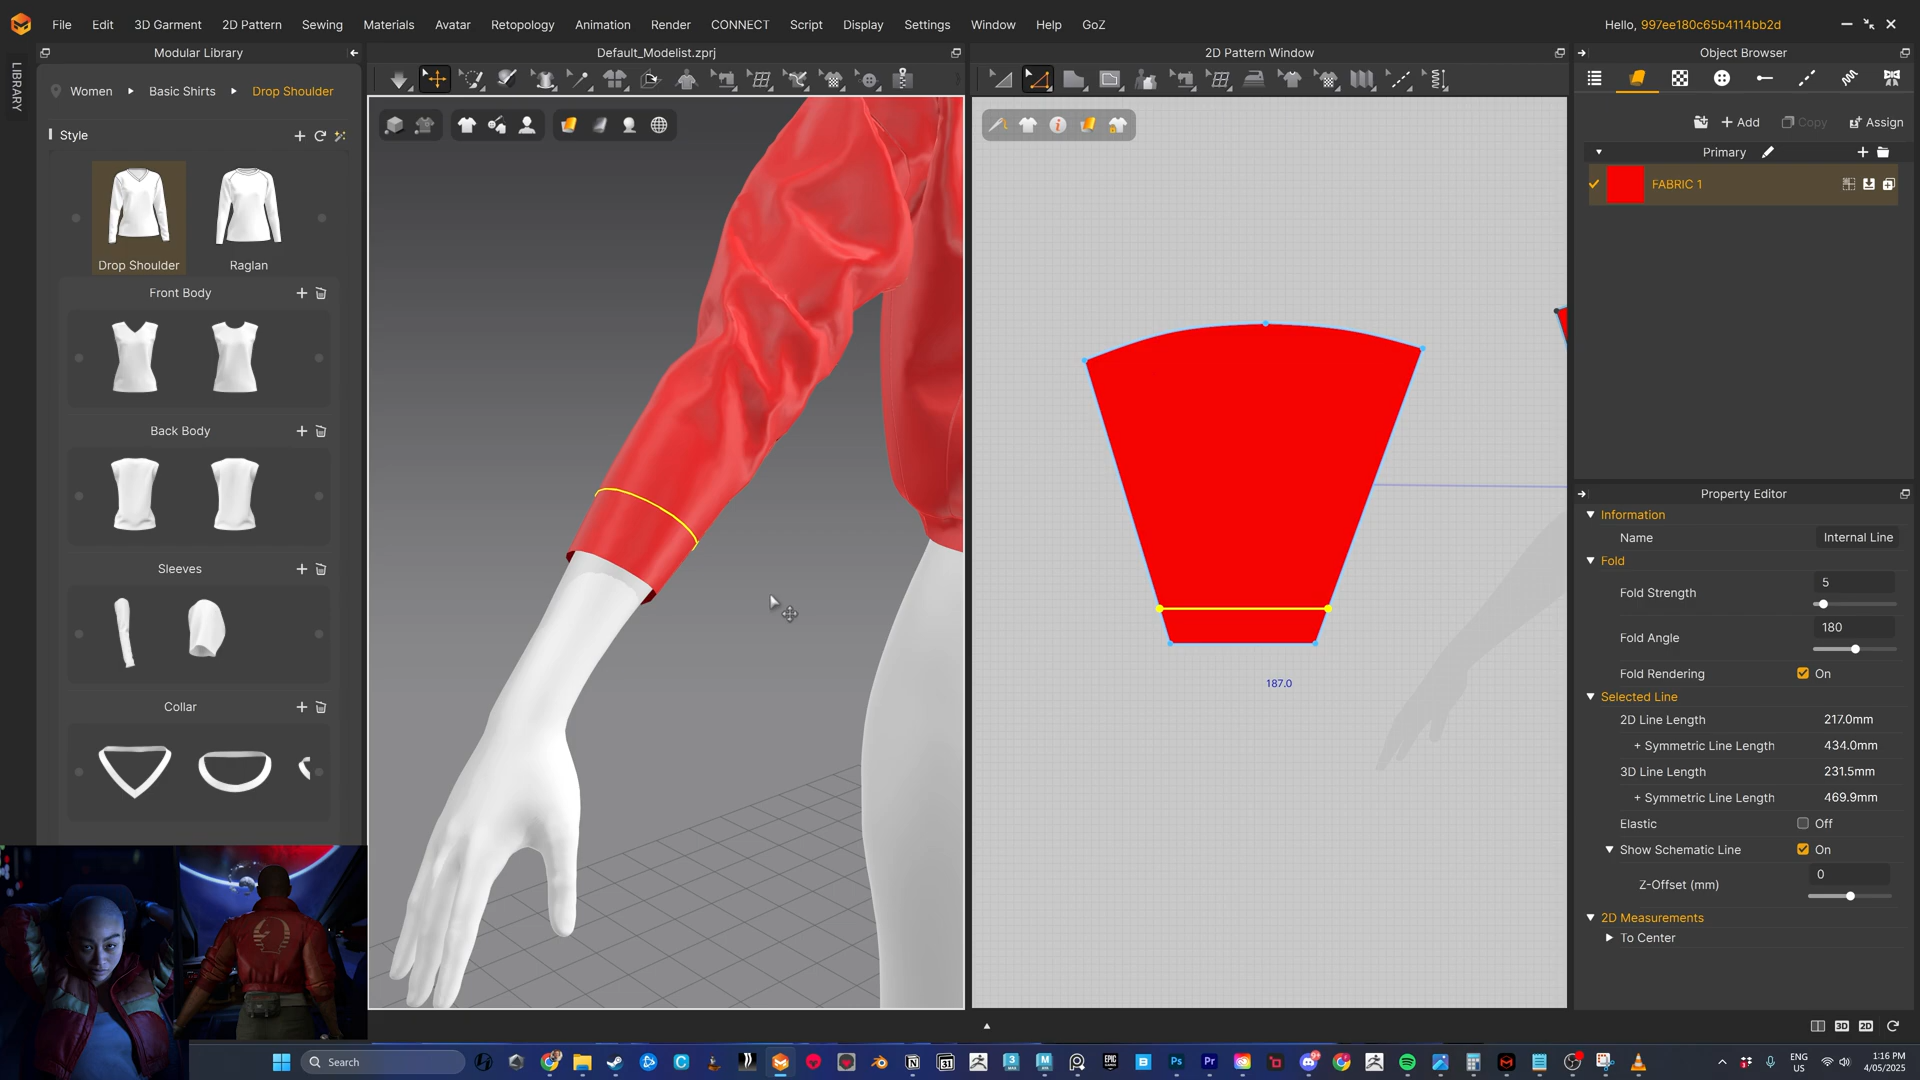 File Edit 3D Garment 2D Pattern Sewing Materials Avatar Retopology Animation Render CONNECT Script Display Settings Window Help GoZ Hello, 997ee180c65b4114bb2d
LIBRARY
Modular Library
Default_Modelist.zprj
2D Pattern Window
Object Browser
Women Basic Shirts Drop Shoulder
Style
Drop Shoulder Raglan
Front Body
Back Body
Sleeves
Collar
187.0
Add Copy Assign
Primary
FABRIC 1
Property Editor
Information
Name Internal Line
Fold
Fold Strength 5
Fold Angle 180
Fold Rendering On
Selected Line
2D Line Length 217.0mm
+ Symmetric Line Length 434.0mm
3D Line Length 231.5mm
+ Symmetric Line Length 469.9mm
Elastic Off
Show Schematic Line On
Z-Offset (mm) 0
2D Measurements
To Center
3D 2D
Search
ENG
US
1:16 PM
4/05/2025